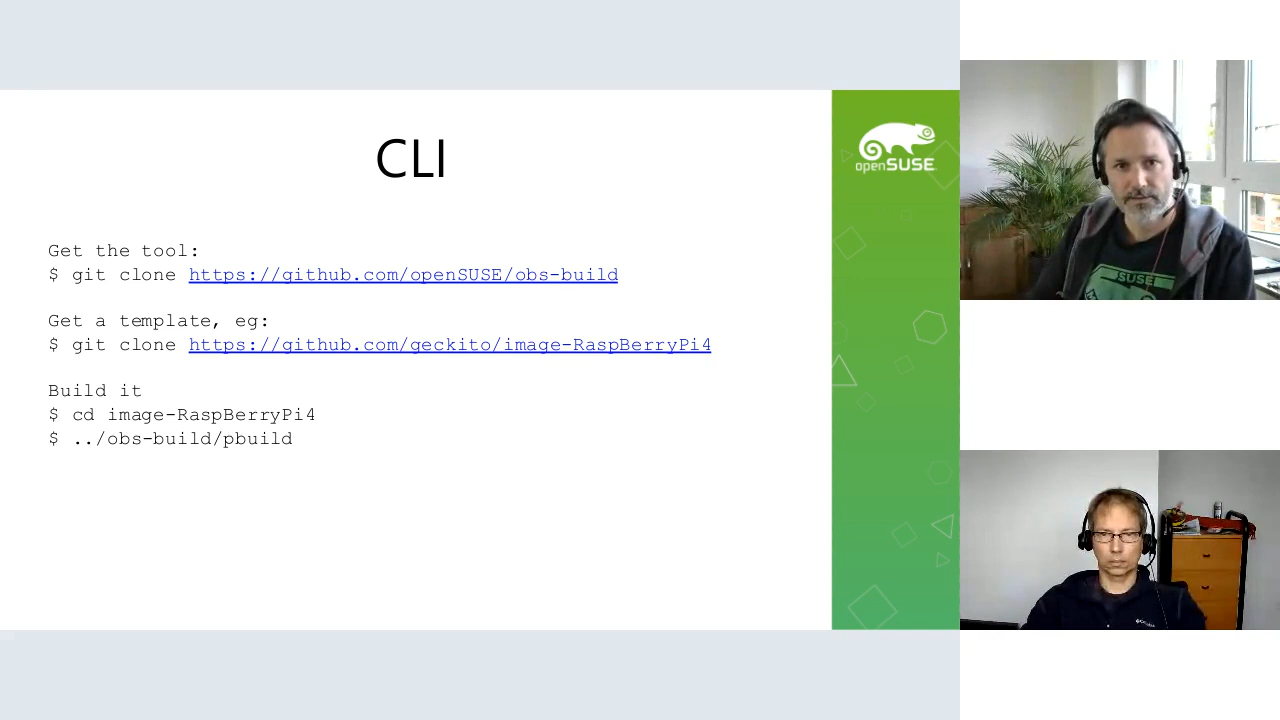 CLI
Get the tool:
$ git clone https://github.com/openSUSE/obs-build
Get a template, eg:
$ git clone https://github.com/geckito/image-RaspBerryPi4
Build it
$ cd image-RaspBerryPi4
$ ../obs-build/pbuild
openSUSE
SUSE